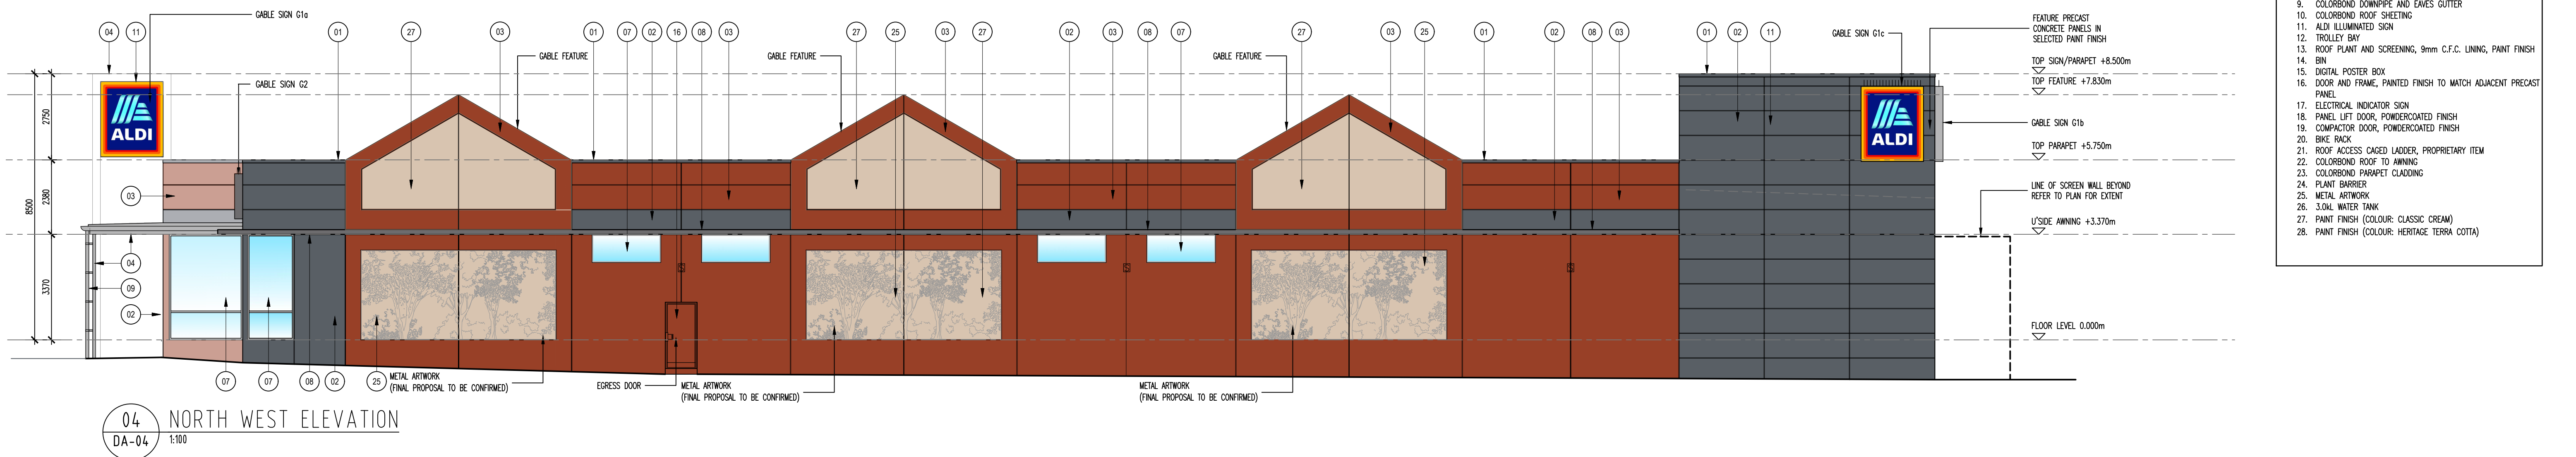 GABLE SIGN G1a
04 11 01 27 03 01 07 02 16 08 03 27 25 03 27 02 03 08 07 27 03 25 01 02 08 03 01 02 11
GABLE FEATURE
GABLE FEATURE
GABLE FEATURE
GABLE SIGN G1c
FEATURE PRECAST
CONCRETE PANELS IN
SELECTED PAINT FINISH
TOP SIGN/PARAPET +8.500m
TOP FEATURE +7.830m
GABLE SIGN G2
ALDI
ALDI
GABLE SIGN G1b
TOP PARAPET +5.750m
LINE OF SCREEN WALL BEYOND
REFER TO PLAN FOR EXTENT
U'SIDE AWNING +3.370m
FLOOR LEVEL 0.000m
2750
2380
8500
3370
03
04
09
02
07 07 08 02 25
METAL ARTWORK
(FINAL PROPOSAL TO BE CONFIRMED)
EGRESS DOOR
METAL ARTWORK
(FINAL PROPOSAL TO BE CONFIRMED)
METAL ARTWORK
(FINAL PROPOSAL TO BE CONFIRMED)
04
DA-04
NORTH WEST ELEVATION
1:100
9. COLORBOND DOWNPIPE AND EAVES GUTTER
10. COLORBOND ROOF SHEETING
11. ALDI ILLUMINATED SIGN
12. TROLLEY BAY
13. ROOF PLANT AND SCREENING, 9mm C.F.C. LINING, PAINT FINISH
14. BIN
15. DIGITAL POSTER BOX
16. DOOR AND FRAME, PAINTED FINISH TO MATCH ADJACENT PRECAST
PANEL
17. ELECTRICAL INDICATOR SIGN
18. PANEL LIFT DOOR, POWDERCOATED FINISH
19. COMPACTOR DOOR, POWDERCOATED FINISH
20. BIKE RACK
21. ROOF ACCESS CAGED LADDER, PROPRIETARY ITEM
22. COLORBOND ROOF TO AWNING
23. COLORBOND PARAPET CLADDING
24. PLANT BARRIER
25. METAL ARTWORK
26. 3.0kL WATER TANK
27. PAINT FINISH (COLOUR: CLASSIC CREAM)
28. PAINT FINISH (COLOUR: HERITAGE TERRA COTTA)